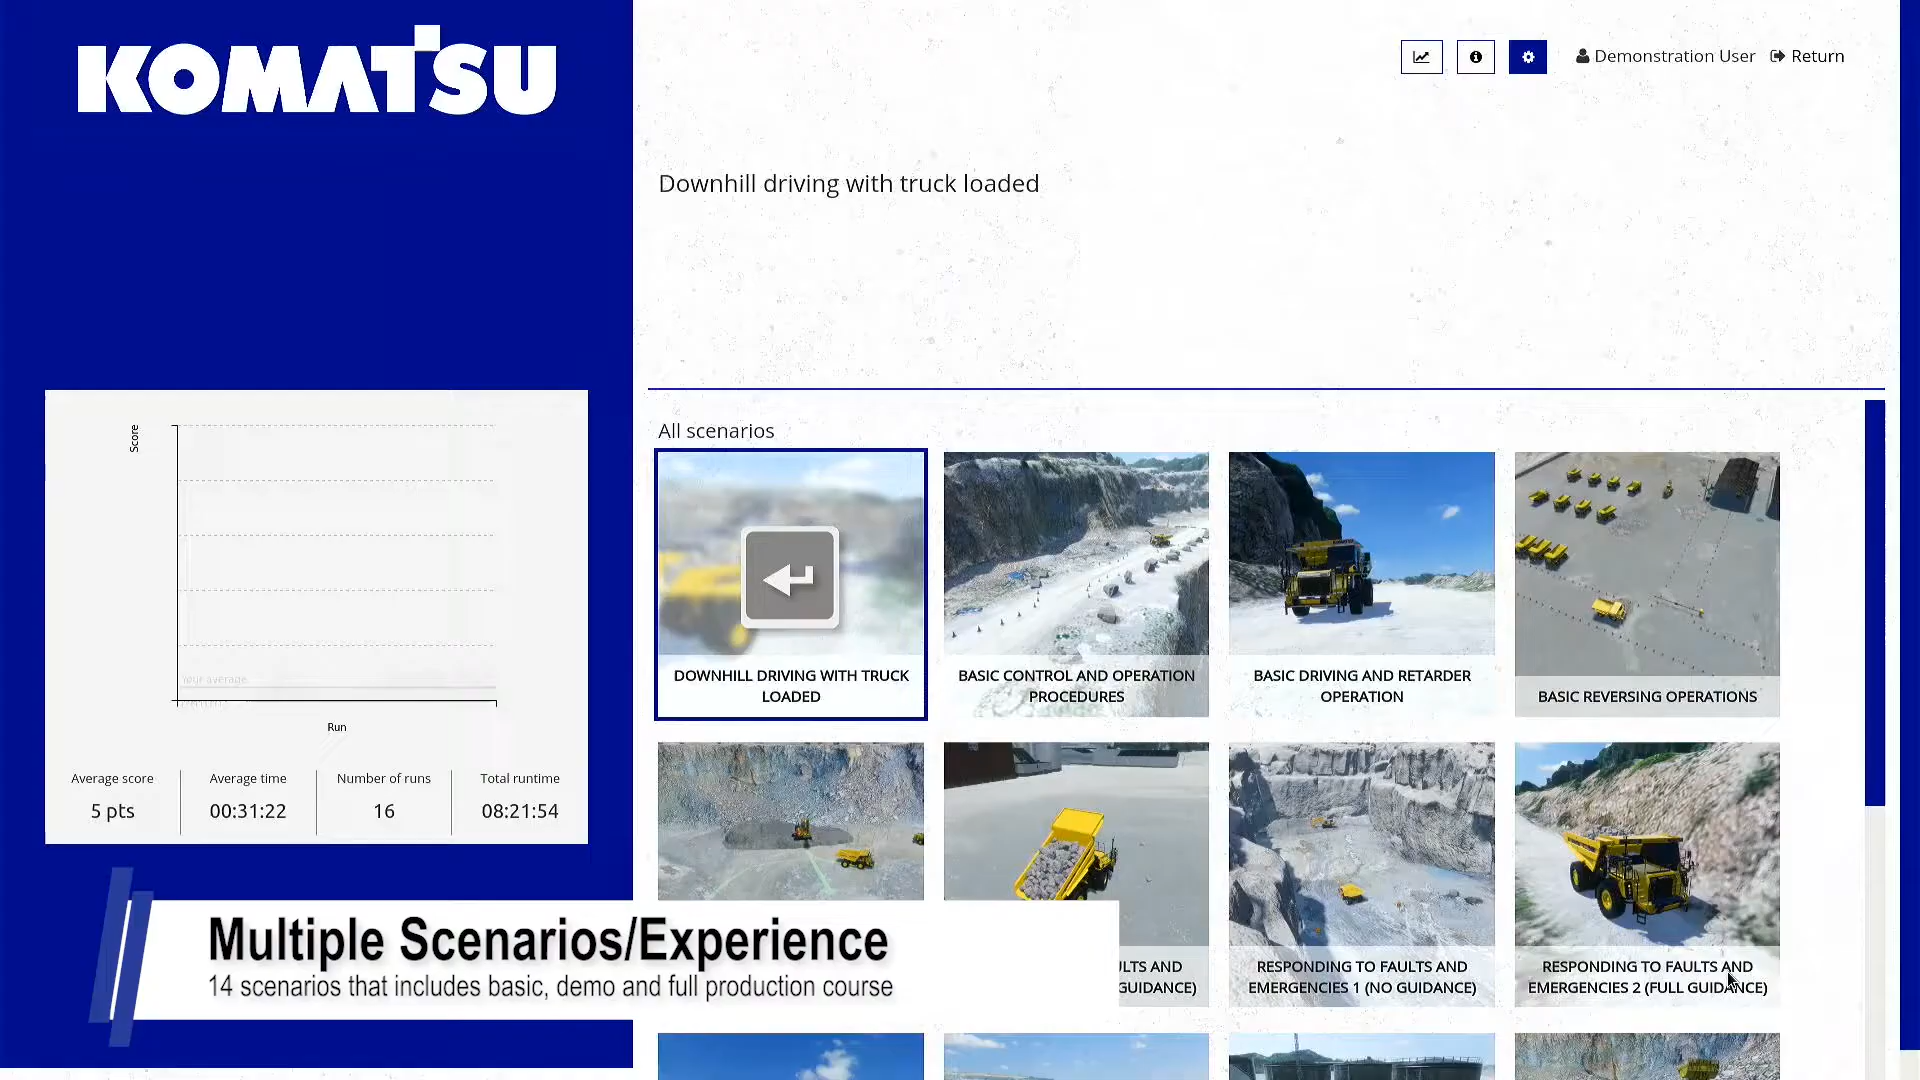 KOMATSU
Demonstration User
Return
Downhill driving with truck loaded
Score
Your average
Run
Average score
Average time
Number of runs
Total runtime
5 pts
00:31:22
16
08:21:54
All scenarios
DOWNHILL DRIVING WITH TRUCK
LOADED
BASIC CONTROL AND OPERATION
PROCEDURES
BASIC DRIVING AND RETARDER
OPERATION
BASIC REVERSING OPERATIONS
AND
GUIDANCE)
RESPONDING TO FAULTS AND
EMERGENCIES 1 (NO GUIDANCE)
RESPONDING TO FAULTS AND
EMERGENCIES 2 (FULL GUIDANCE)
Multiple Scenarios/Experience
14 scenarios that includes basic, demo and full production course